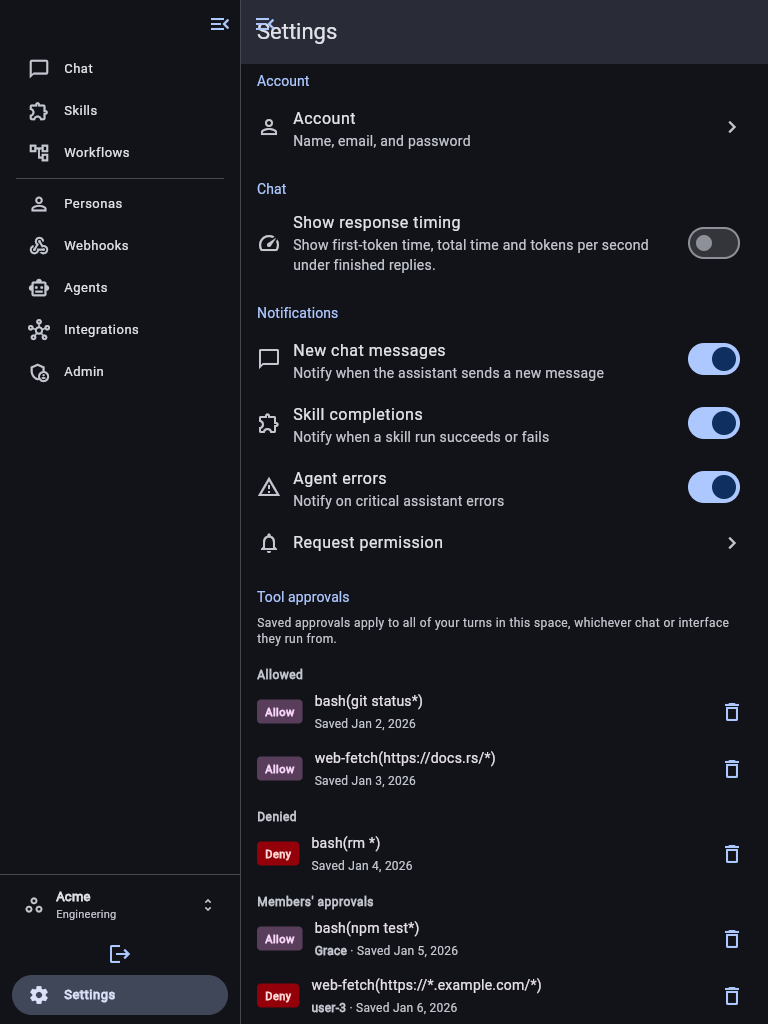 Chat
Skills
Workflows
Personas
Webhooks
Agents
Integrations
Admin
Acme
Engineering
Settings
Settings
Account
Account
Name, email, and password
Chat
Show response timing
Show first-token time, total time and tokens per second
under finished replies.
Notifications
New chat messages
Notify when the assistant sends a new message
Skill completions
Notify when a skill run succeeds or fails
Agent errors
Notify on critical assistant errors
Request permission
Tool approvals
Saved approvals apply to all of your turns in this space, whichever chat or interface
they run from.
Allowed
Allow
bash(git status*)
Saved Jan 2, 2026
Allow
web-fetch(https://docs.rs/*)
Saved Jan 3, 2026
Denied
Deny
bash(rm *)
Saved Jan 4, 2026
Members' approvals
Allow
bash(npm test*)
Grace · Saved Jan 5, 2026
Deny
web-fetch(https://*.example.com/*)
user-3 · Saved Jan 6, 2026